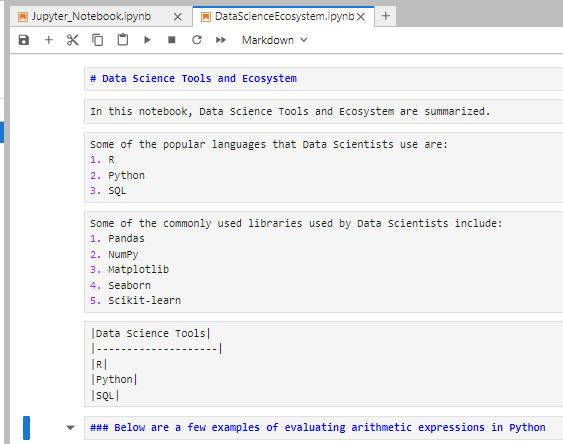 Jupyter_Notebook.ipynb
DataScienceEcosystem.ipynb
Markdown
# Data Science Tools and Ecosystem
In this notebook, Data Science Tools and Ecosystem are summarized.
Some of the popular languages that Data Scientists use are:
1. R
2. Python
3. SQL
Some of the commonly used libraries used by Data Scientists include:
1. Pandas
2. NumPy
3. Matplotlib
4. Seaborn
5. Scikit-learn
|Data Science Tools|
|--------------------|
|R|
|Python|
|SQL|
### Below are a few examples of evaluating arithmetic expressions in Python